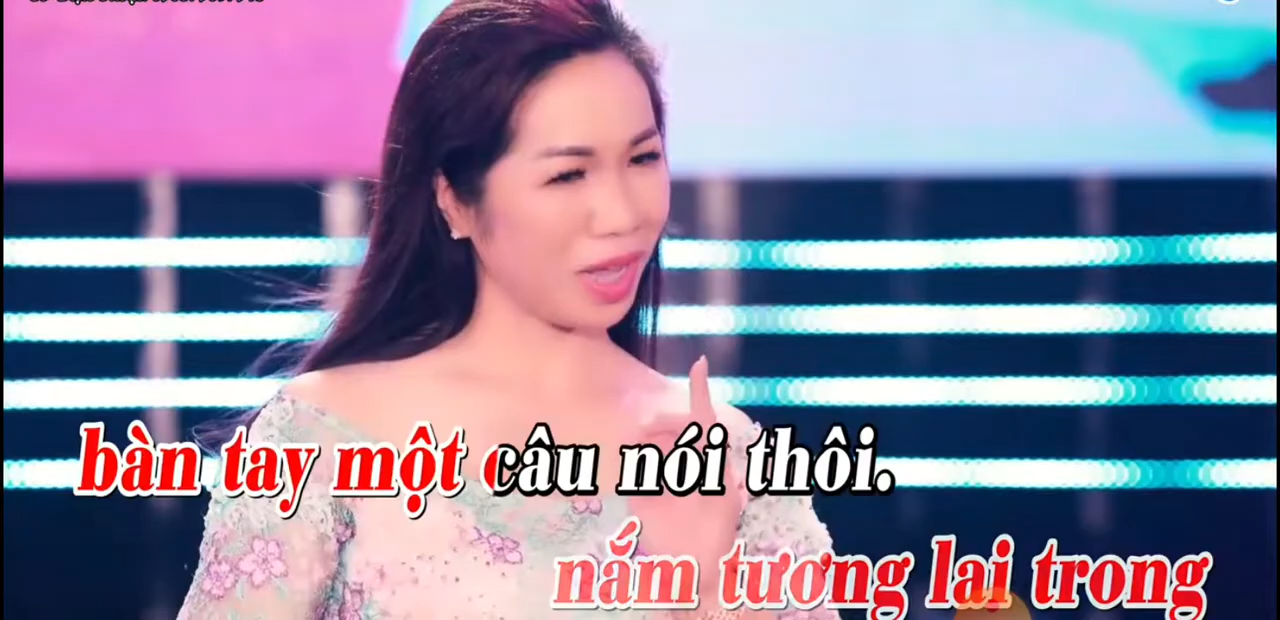 bàn tay một câu nói thôi.
nắm tương lai trong